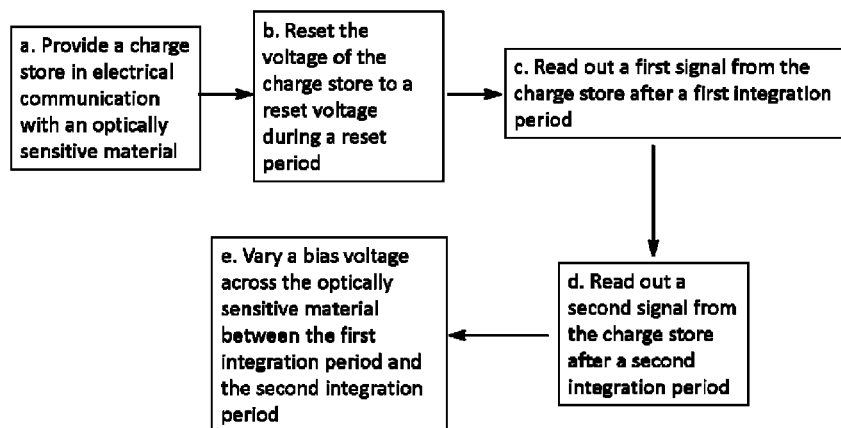 a. Provide a charge
store in electrical
communication
with an optically
sensitive material
b. Reset the
voltage of the
charge store to a
reset voltage
during a reset
period
c. Read out a first signal from the
charge store after a first integration
period
d. Read out a
second signal from
the charge store
after a second
integration period
e. Vary a bias voltage
across the optically
sensitive material
between the first
integration period and
the second integration
period